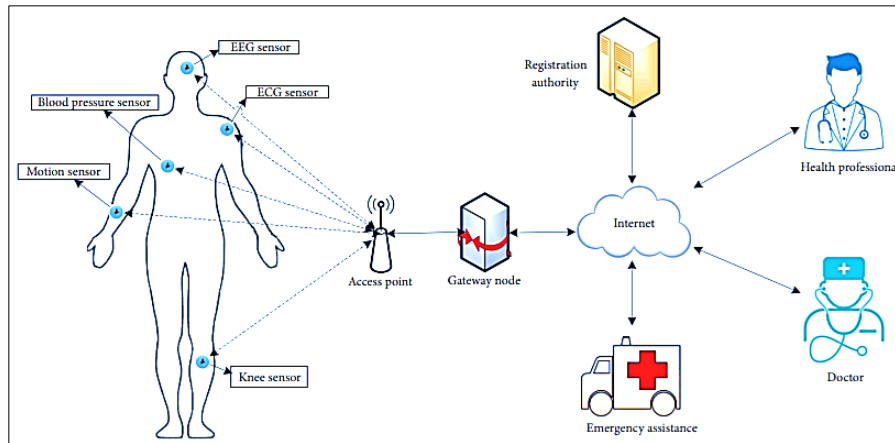 EEG sensor
ECG sensor
Blood pressure sensor
Motion sensor
Knee sensor
Access point
Gateway node
Registration
authority
Internet
Emergency assistance
Health professional
Doctor